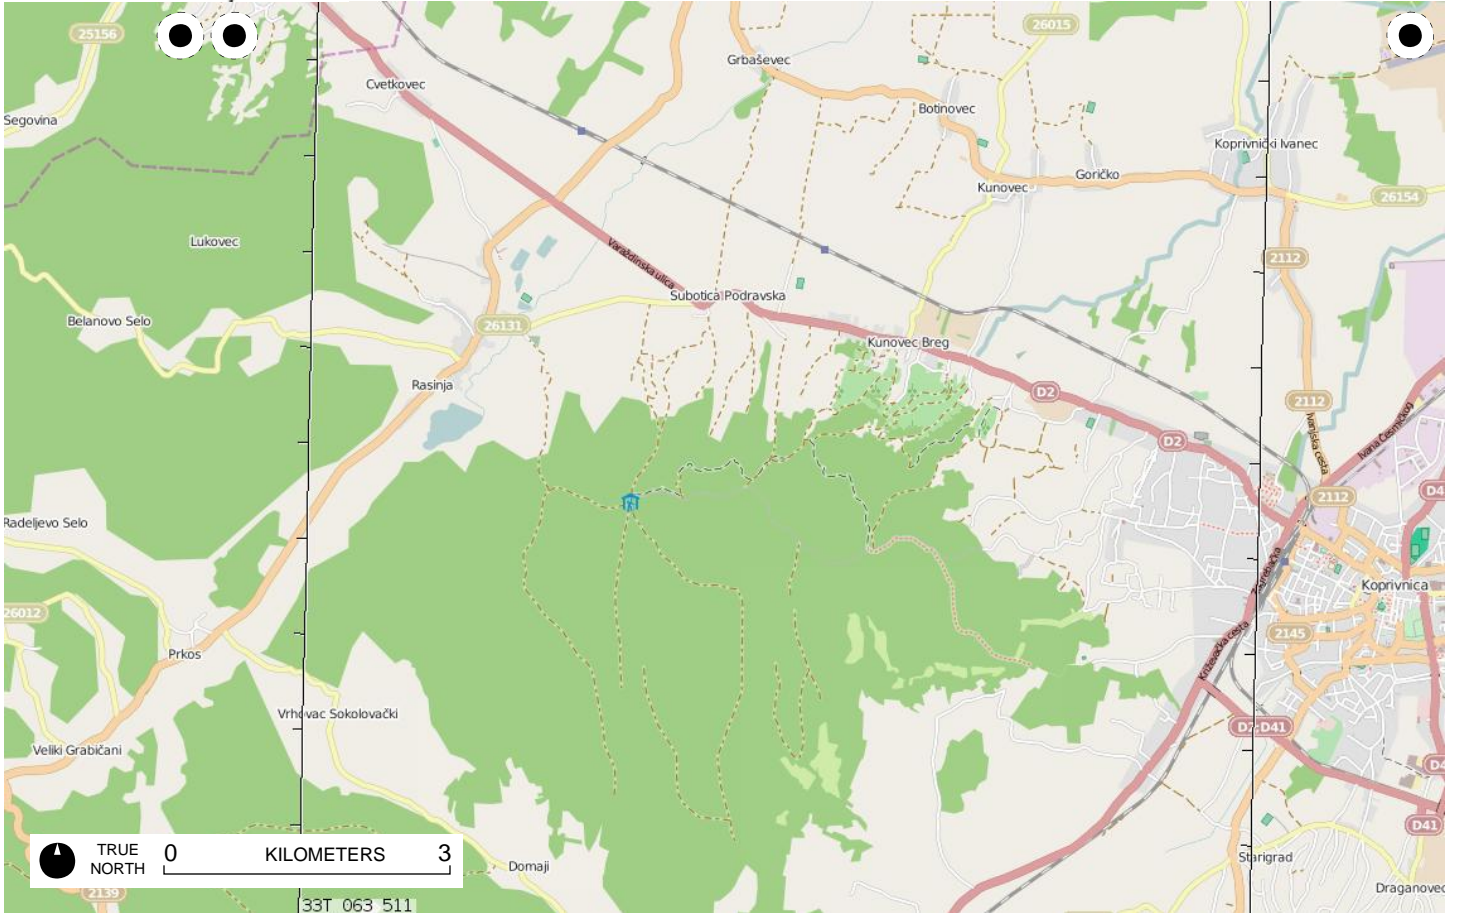 25156
26015
Grbaševec
Cvetkovec
Segovina
Botinovec
Koprivnički Ivanec
Kunovec
Goričko
26154
Lukovec
Varaždinska ulica
2112
Subotica Podravska
Belanovo Selo
26131
Kunovec Breg
Rasinja
D2
2112
Ivanjska cesta
Ivana Česmičkog
D2
2112
D4
Radeljevo Selo
Zagrebačka
Koprivnica
26012
2145
Križevačka cesta
Prkos
Vrhovac Sokolovački
D2-D41
Veliki Grabičani
D4
D41
TRUE NORTH
0 KILOMETERS 3
Starigrad
Domaji
2139
Draganovec
33T 063 511